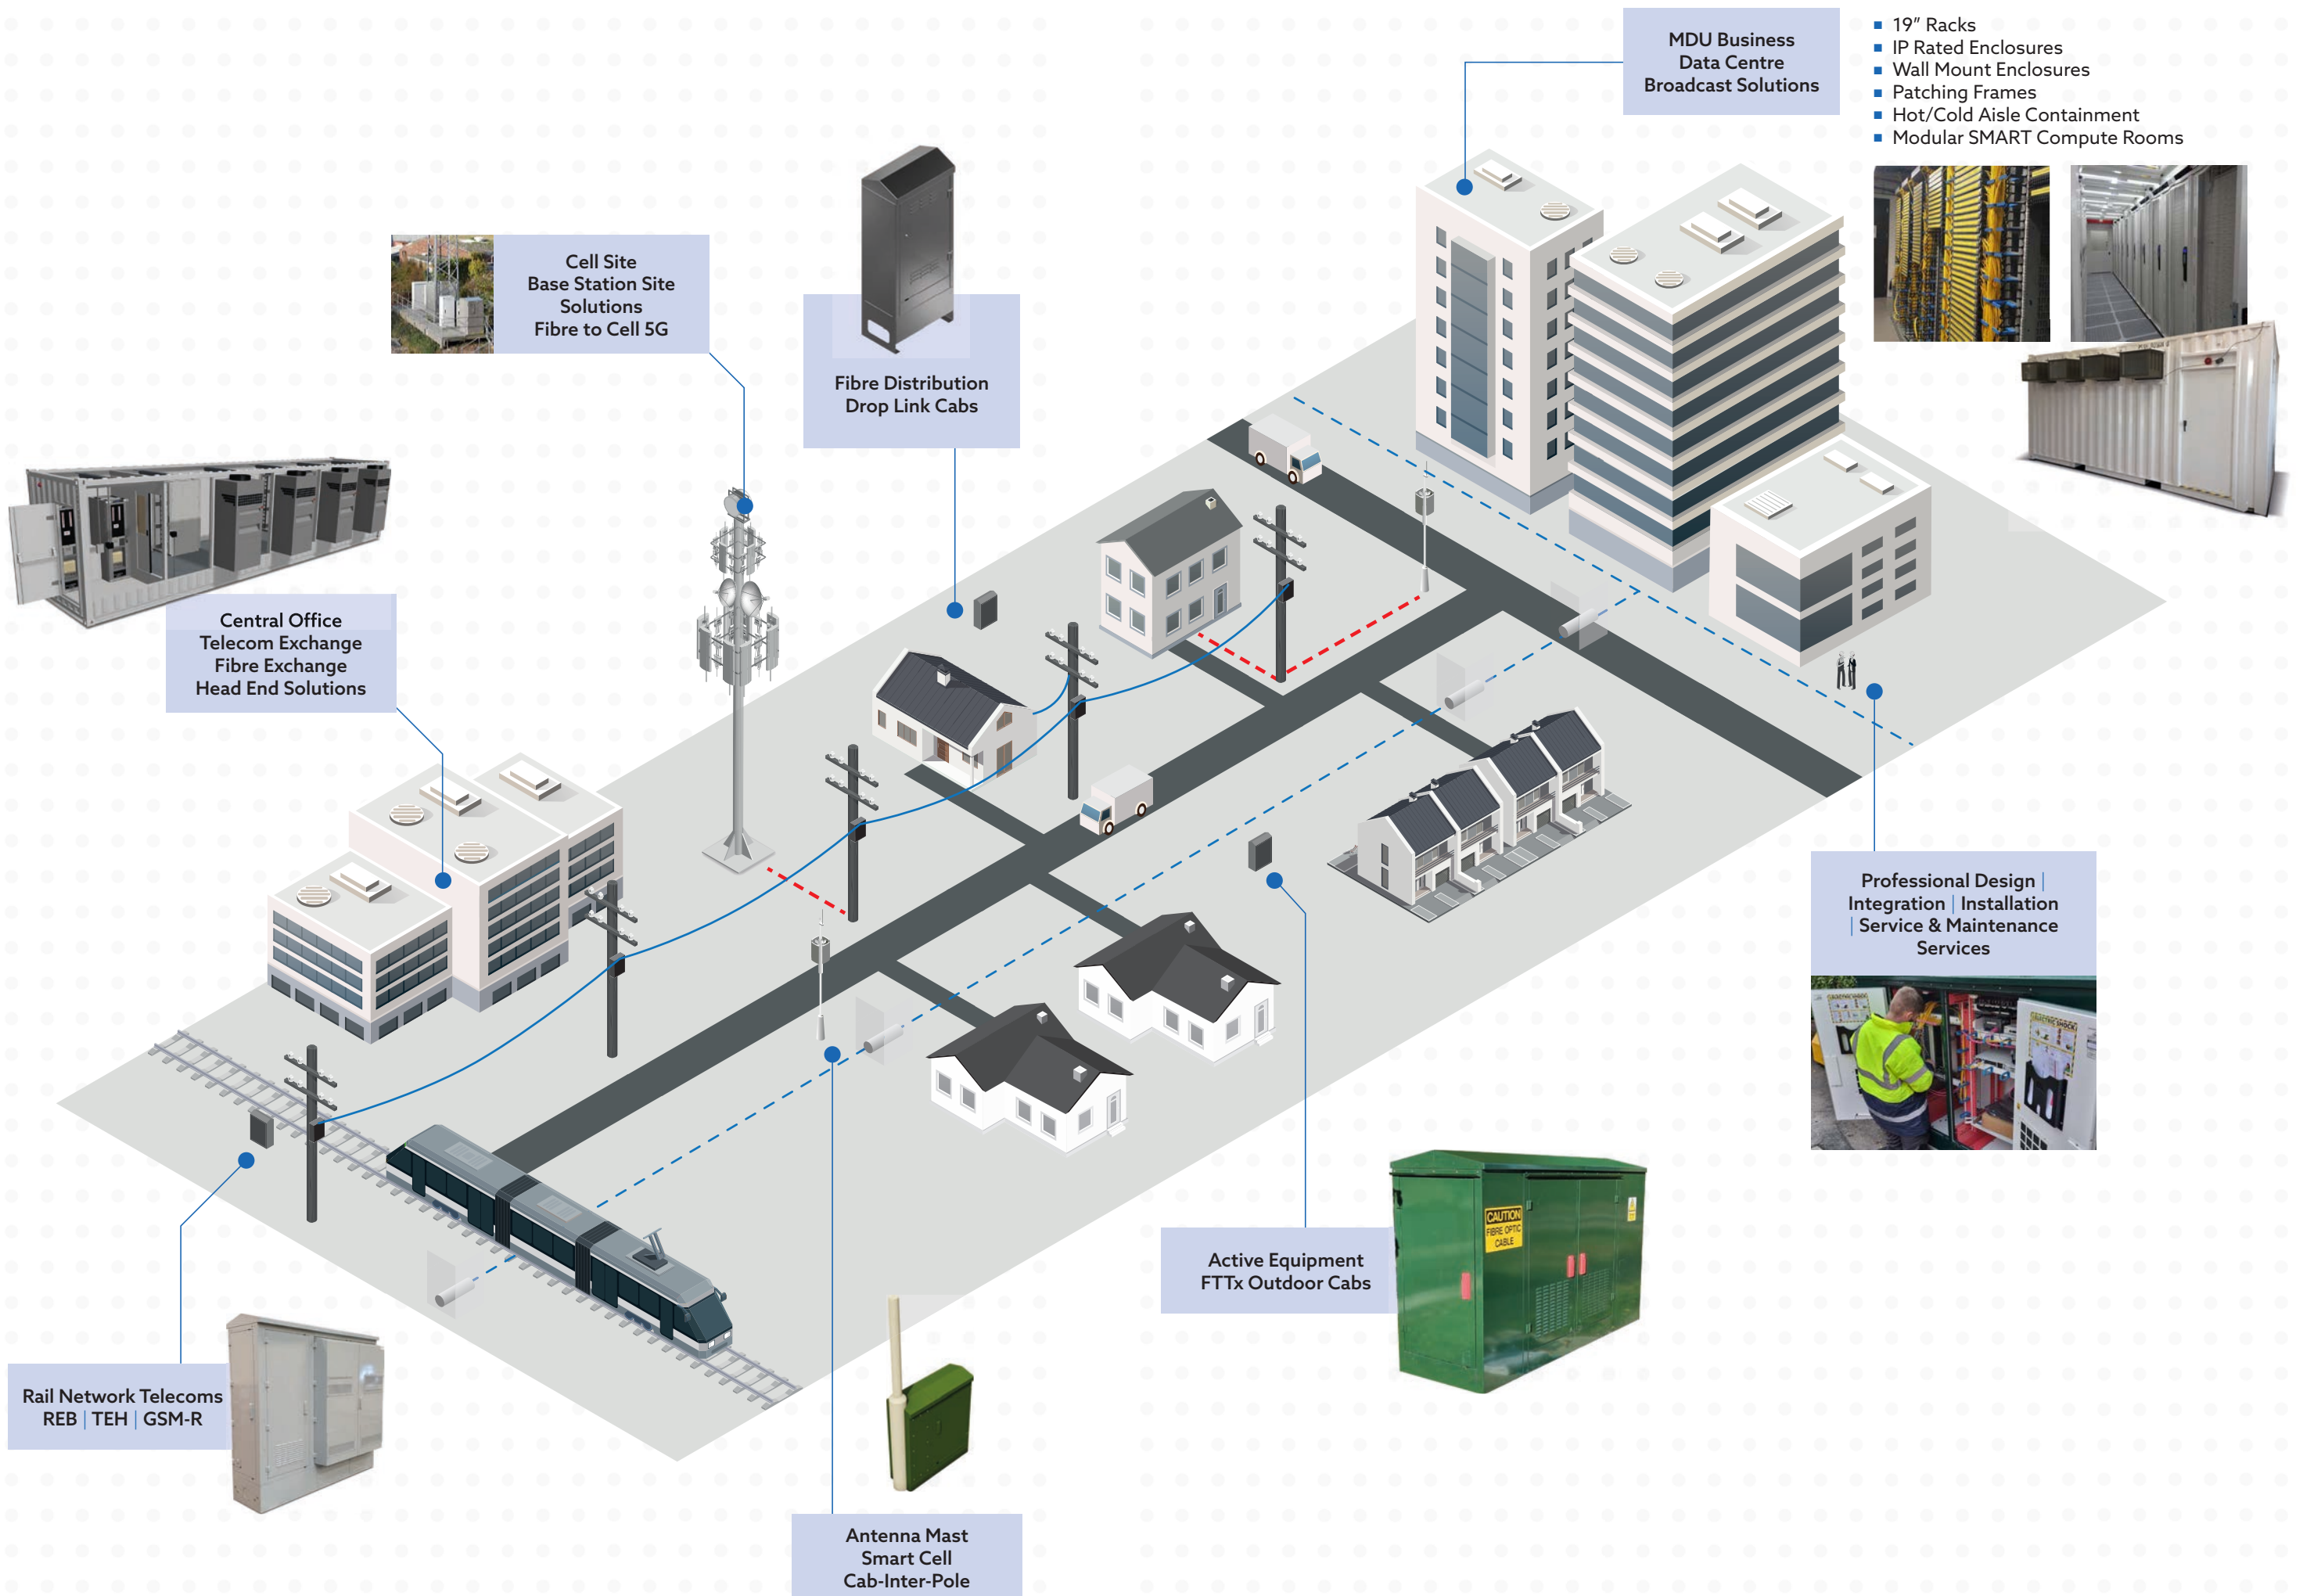 MDU Business
Data Centre
Broadcast Solutions
■ 19″ Racks
■ IP Rated Enclosures
■ Wall Mount Enclosures
■ Patching Frames
■ Hot/Cold Aisle Containment
■ Modular SMART Compute Rooms
Cell Site
Base Station Site
Solutions
Fibre to Cell 5G
Fibre Distribution
Drop Link Cabs
Central Office
Telecom Exchange
Fibre Exchange
Head End Solutions
Professional Design |
Integration | Installation
| Service & Maintenance
Services
ELECTRIC SHOCK
CAUTION
FIBRE OPTIC
CABLE
Active Equipment
FTTx Outdoor Cabs
Rail Network Telecoms
REB | TEH | GSM-R
Antenna Mast
Smart Cell
Cab-Inter-Pole